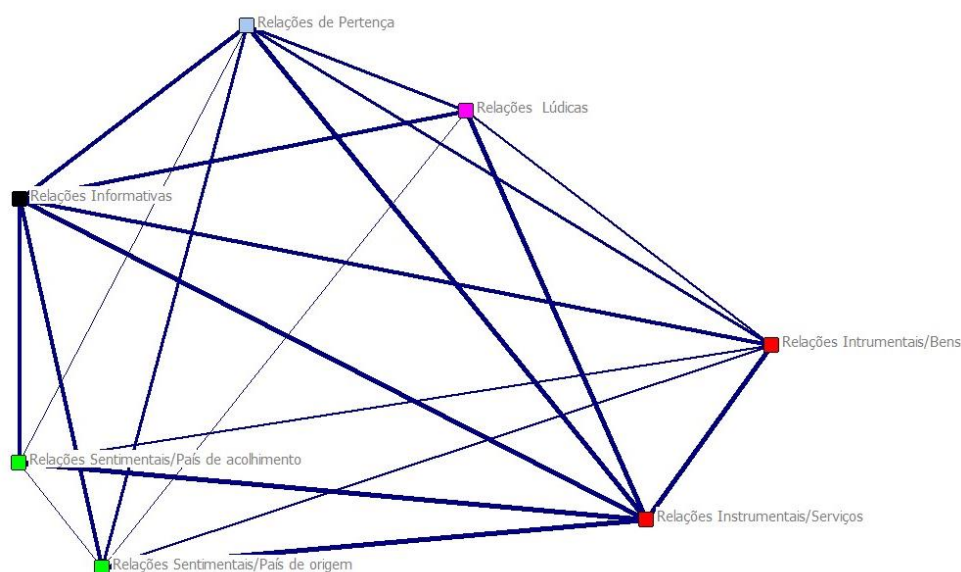 Relações de Pertença
Relações Lúdicas
Relações Informativas
Relações Intrumentais/Bens
Relações Sentimentais/País de acolhimento
Relações Instrumentais/Serviços
Relações Sentimentais/País de origem